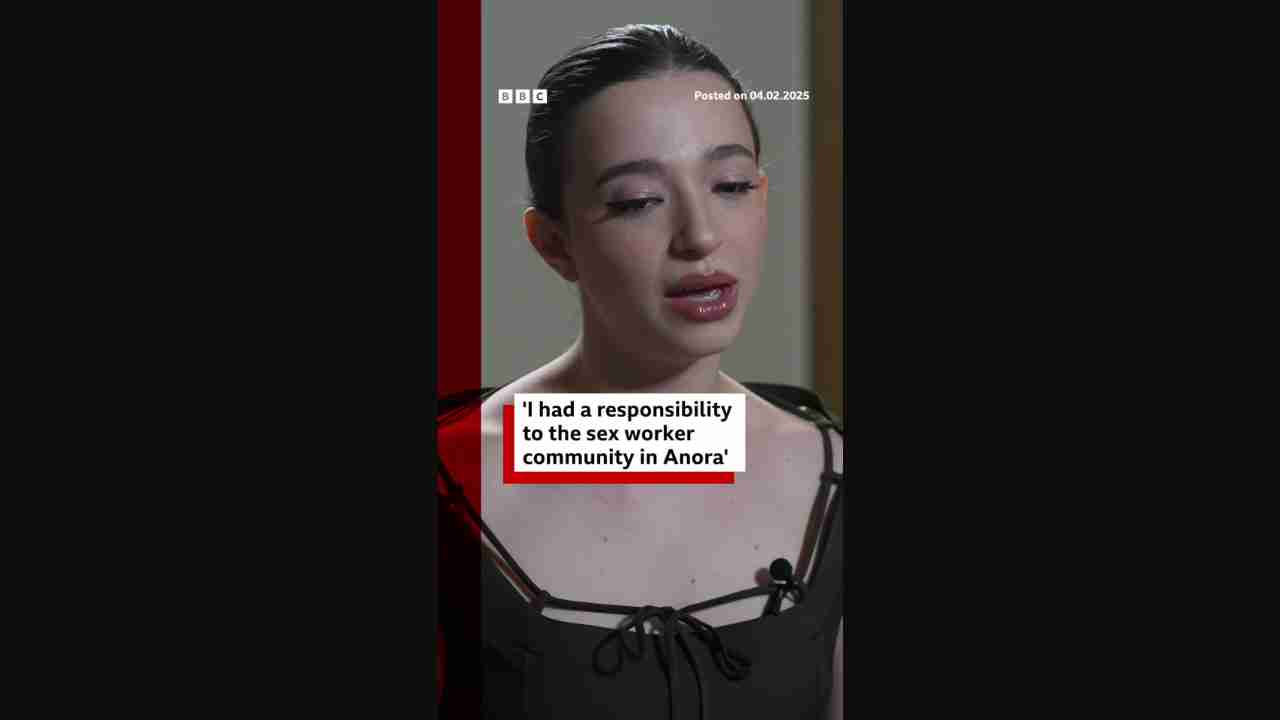 BBC
Posted on 04.02.2025
'I had a responsibility
to the sex worker
community in Anora'